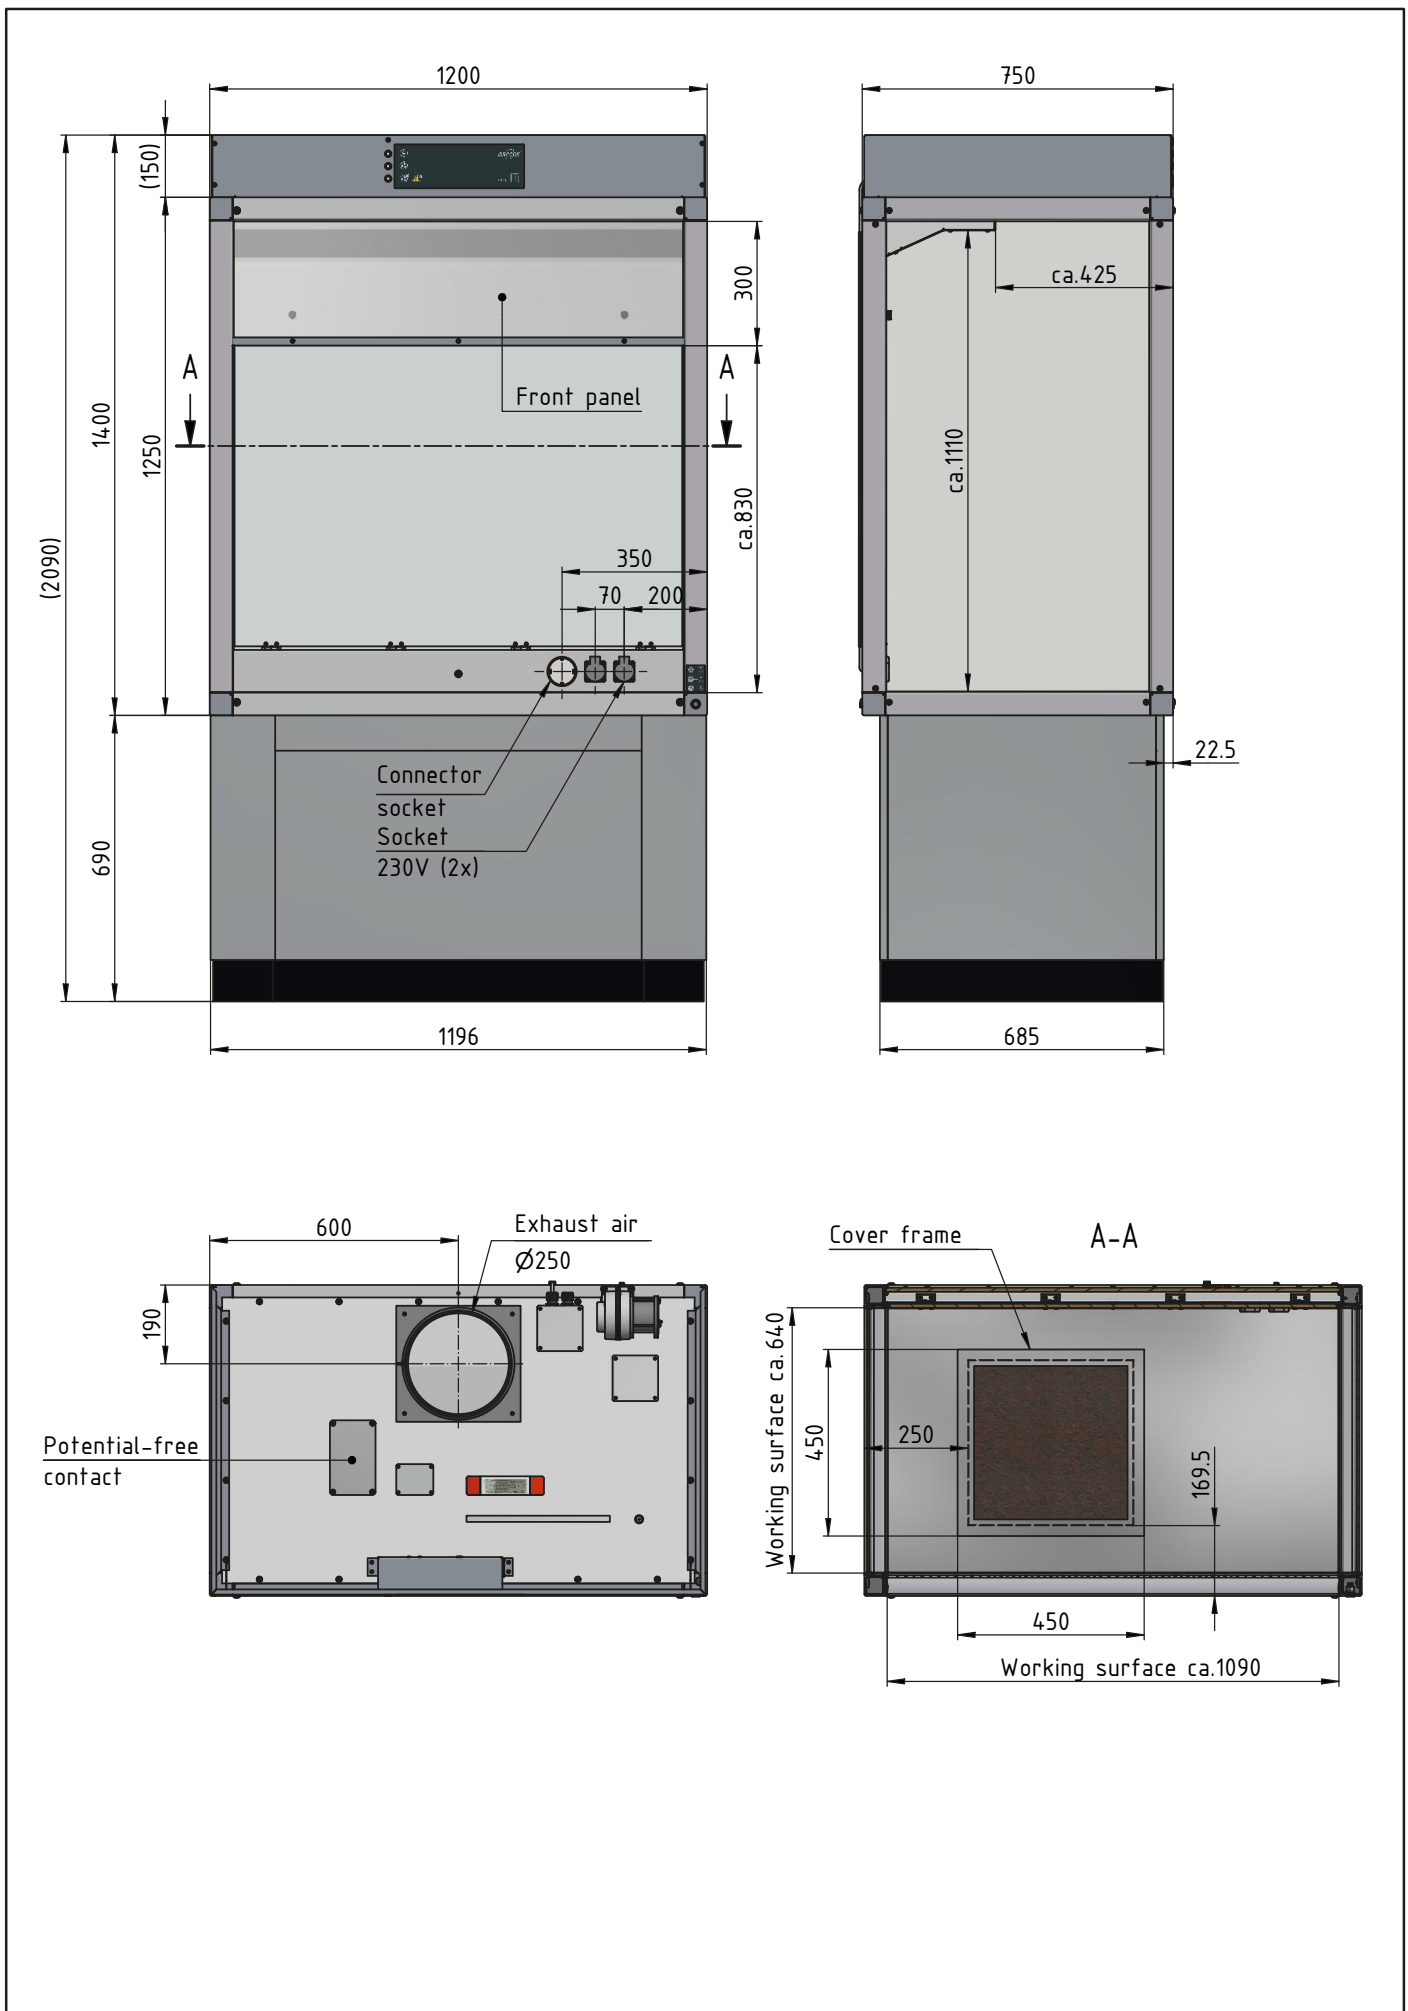 1200
750
(150)
300
ca.425
A
A
Front panel
1400
1250
ca.1110
ca.830
(2090)
350
70
200
22.5
Connector
socket
Socket
230V (2x)
690
1196
685
600
Exhaust air
Ø250
Cover frame
A-A
190
Working surface ca.640
450
250
169.5
Potential-free
contact
450
Working surface ca.1090